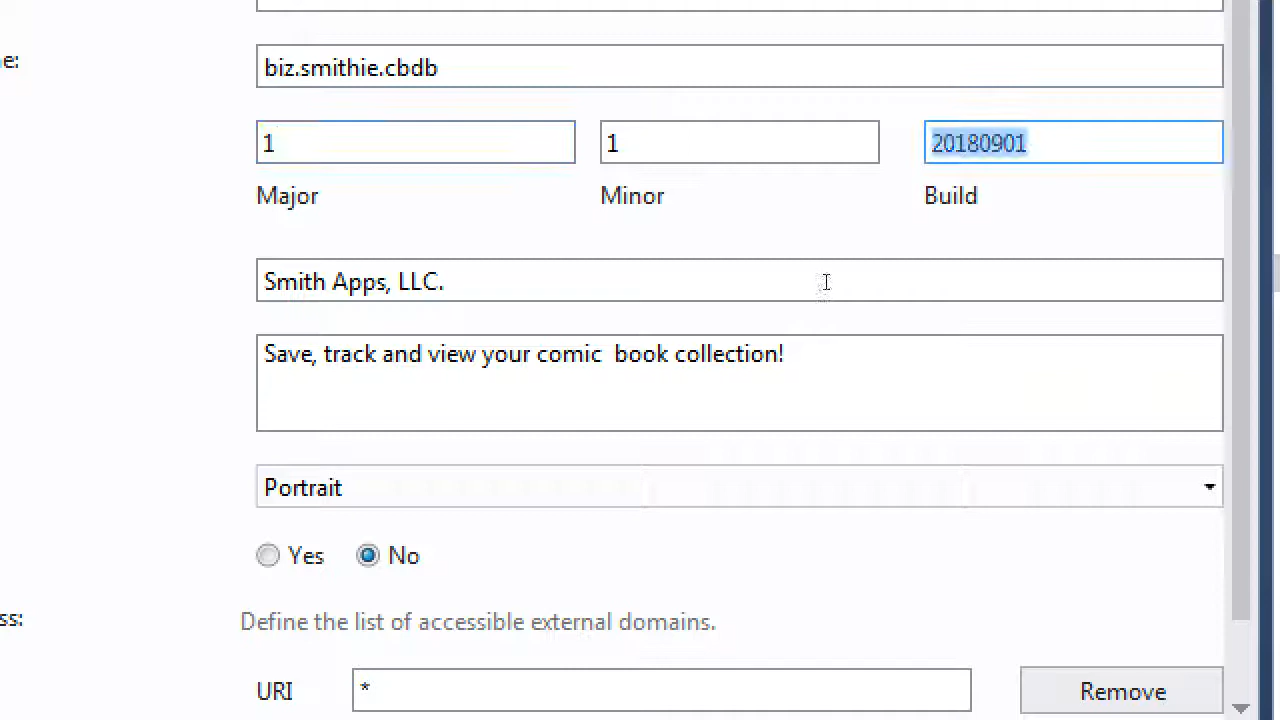 e:
biz.smithie.cbdb
1 1 20180901
Major Minor Build
Smith Apps, LLC.
Save, track and view your comic  book collection!
Portrait
Yes No
ss:
Define the list of accessible external domains.
URI * Remove